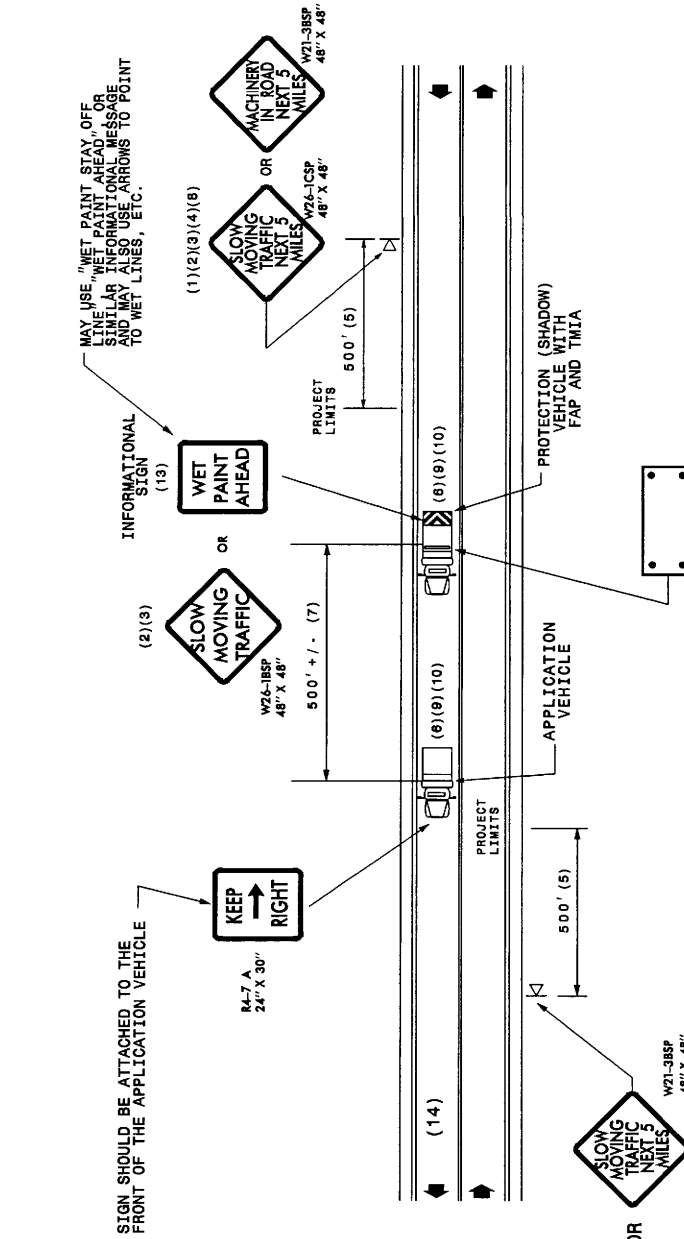 MAY USE "WET PAINT STAY OFF
LINE", "WET PAINT AHEAD", OR
SIMILAR INFORMATIONAL MESSAGE
AND MAY ALSO USE ARROWS TO POINT
TO WET LINES, ETC.
MACHINERY
IN ROAD
NEXT 5
MILES
W21-3BSP
48" X 48"
OR
(1)(2)(3)(4)(8)
SLOW
MOVING
TRAFFIC
NEXT 5
MILES
W26-1CSP
48" X 48"
500' (5)
PROJECT
LIMITS
INFORMATIONAL
SIGN
(13)
WET
PAINT
AHEAD
OR
(2)(3)
SLOW
MOVING
TRAFFIC
W26-1BSP
48" X 48"
500' +/- (7)
(6)(9)(10)
PROTECTION (SHADOW)
VEHICLE WITH
FAP AND TMIA
(6)(9)(10)
APPLICATION
VEHICLE
SIGN SHOULD BE ATTACHED TO THE
FRONT OF THE APPLICATION VEHICLE
KEEP
RIGHT
R4-7 A
24" X 30"
PROJECT
LIMITS
500' (5)
(14)
SLOW
MOVING
TRAFFIC
NEXT 5
MILES
W21-3BSP
OR